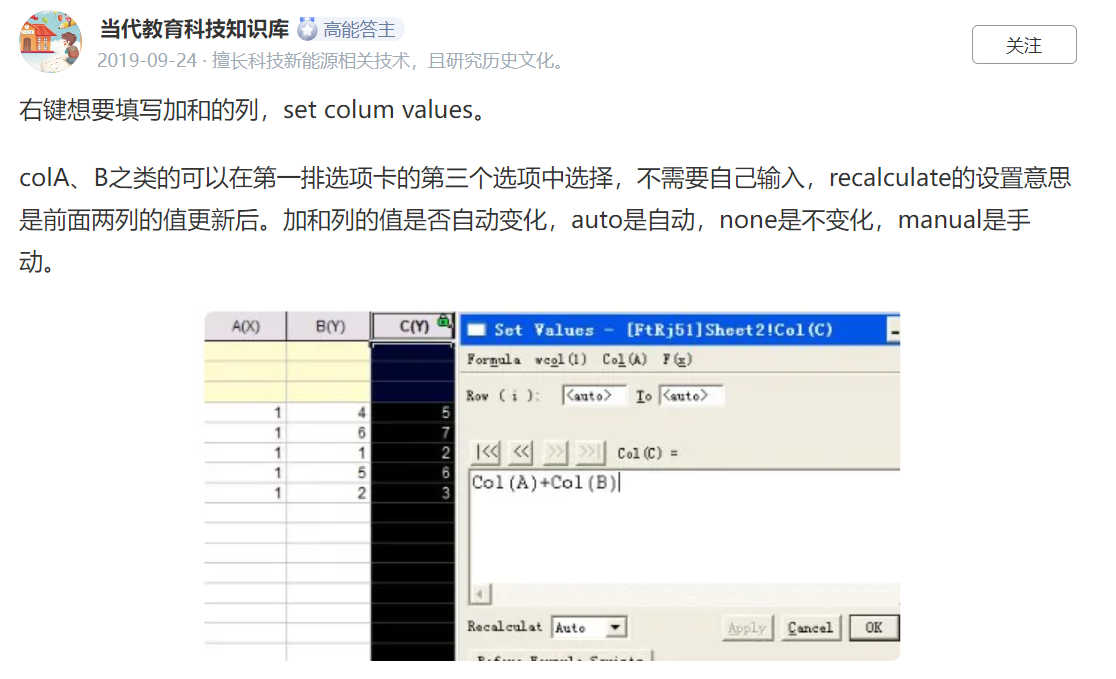 当代教育科技知识库 高能答主
2019-09-24 · 擅长科技新能源相关技术，且研究历史文化。
关注
右键想要填写加和的列，set colum values。
colA、B之类的可以在第一排选项卡的第三个选项中选择，不需要自己输入，recalculate的设置意思
是前面两列的值更新后。加和列的值是否自动变化，auto是自动，none是不变化，manual是手
动。
A(X) B(Y) C(Y)
1 4 5
1 6 7
1 1 2
1 5 6
1 2 3
Set Values - [FtRj51]Sheet2!Col(C)
Formula wcol(1) Col(A) F(x)
Row (i): <auto> To <auto>
|<< << >> >>| Col(C) =
Col(A)+Col(B)
Recalculat Auto
Apply Cancel OK
Before Formula Scripts